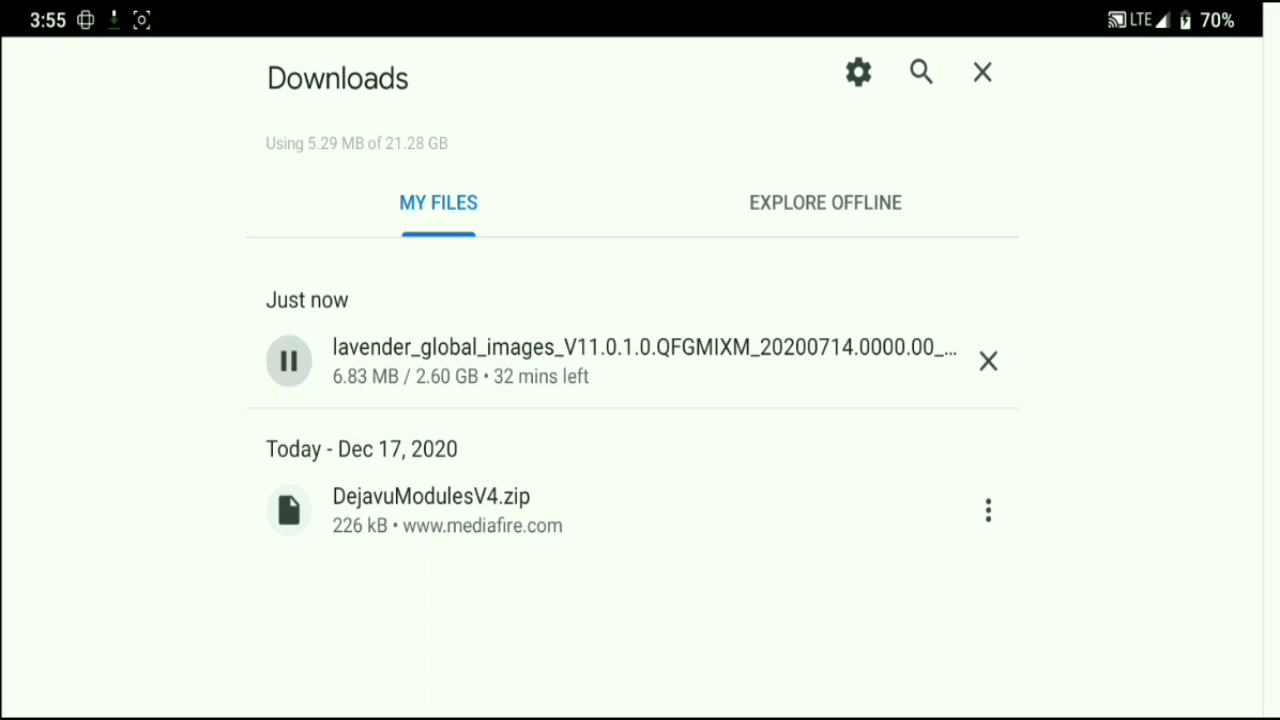 3:55 LTE 70%
Downloads
Using 5.29 MB of 21.28 GB
MY FILES EXPLORE OFFLINE
Just now
lavender_global_images_V11.0.1.0.QFGMIXM_20200714.0000.00_...
6.83 MB / 2.60 GB • 32 mins left
Today - Dec 17, 2020
DejavuModulesV4.zip
226 kB • www.mediafire.com